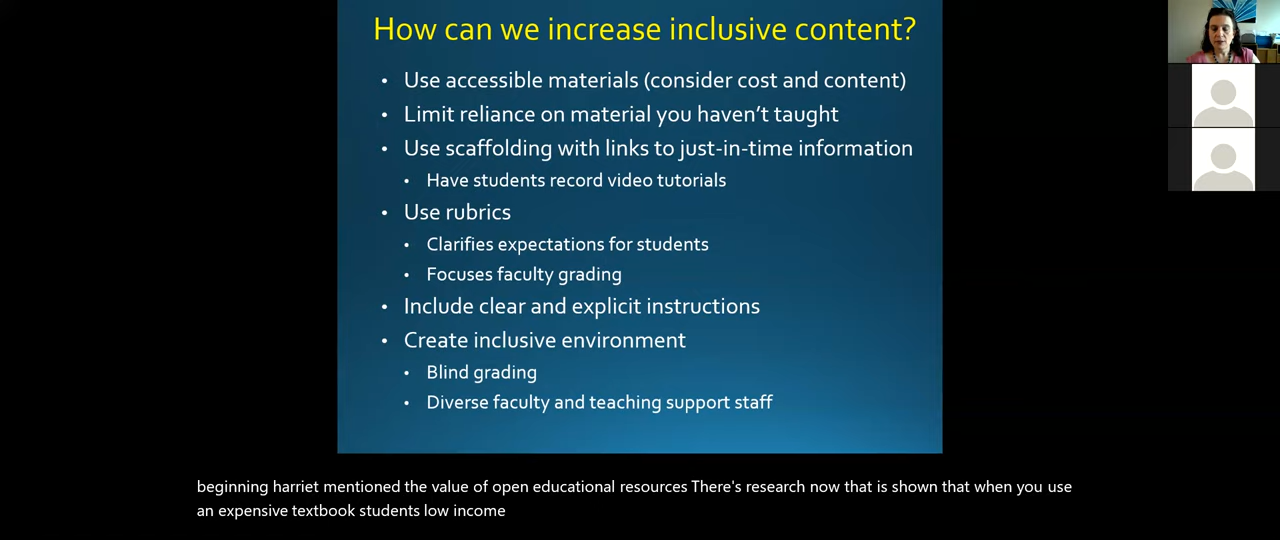 How can we increase inclusive content?
• Use accessible materials (consider cost and content)
• Limit reliance on material you haven't taught
• Use scaffolding with links to just-in-time information
• Have students record video tutorials
• Use rubrics
• Clarifies expectations for students
• Focuses faculty grading
• Include clear and explicit instructions
• Create inclusive environment
• Blind grading
• Diverse faculty and teaching support staff
beginning harriet mentioned the value of open educational resources There's research now that is shown that when you use
an expensive textbook students low income